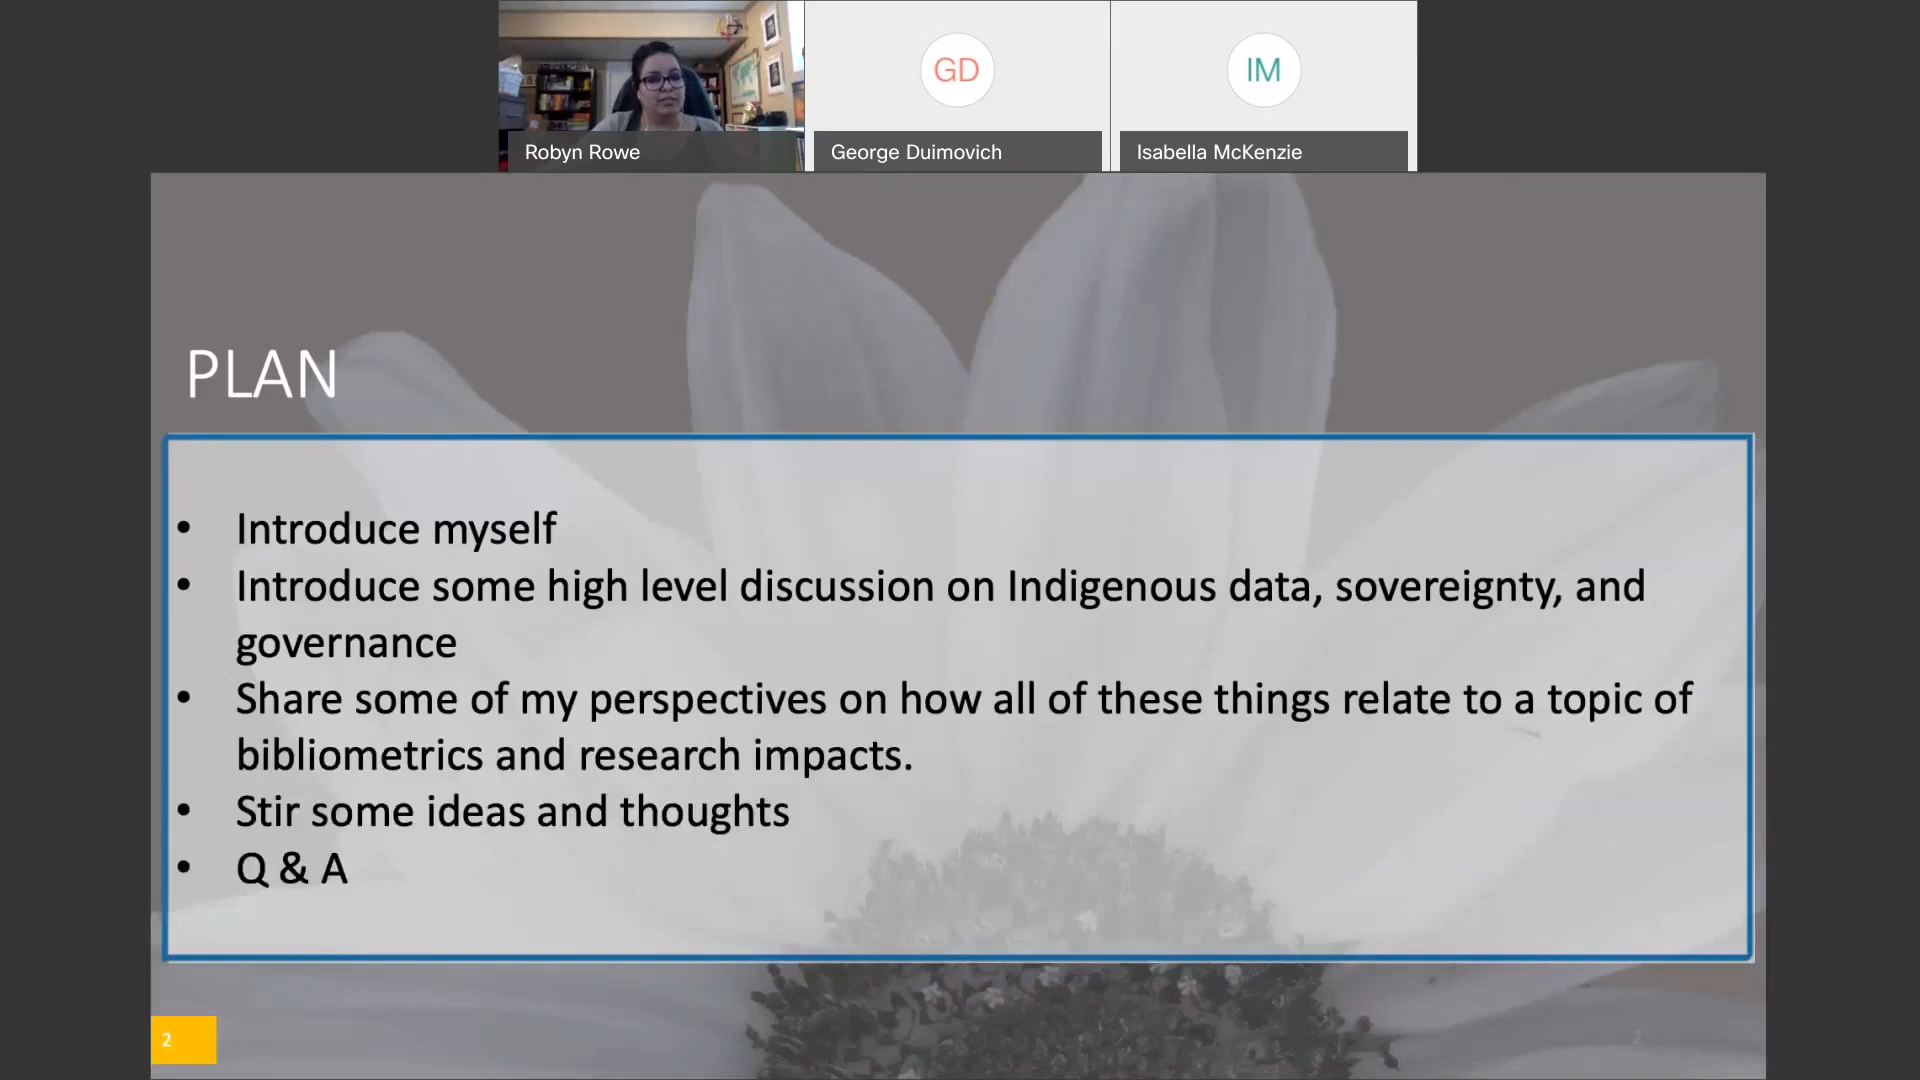 GD
IM
Robyn Rowe
George Duimovich
Isabella McKenzie
PLAN
• Introduce myself
• Introduce some high level discussion on Indigenous data, sovereignty, and
governance
• Share some of my perspectives on how all of these things relate to a topic of
bibliometrics and research impacts.
• Stir some ideas and thoughts
• Q & A
2
2